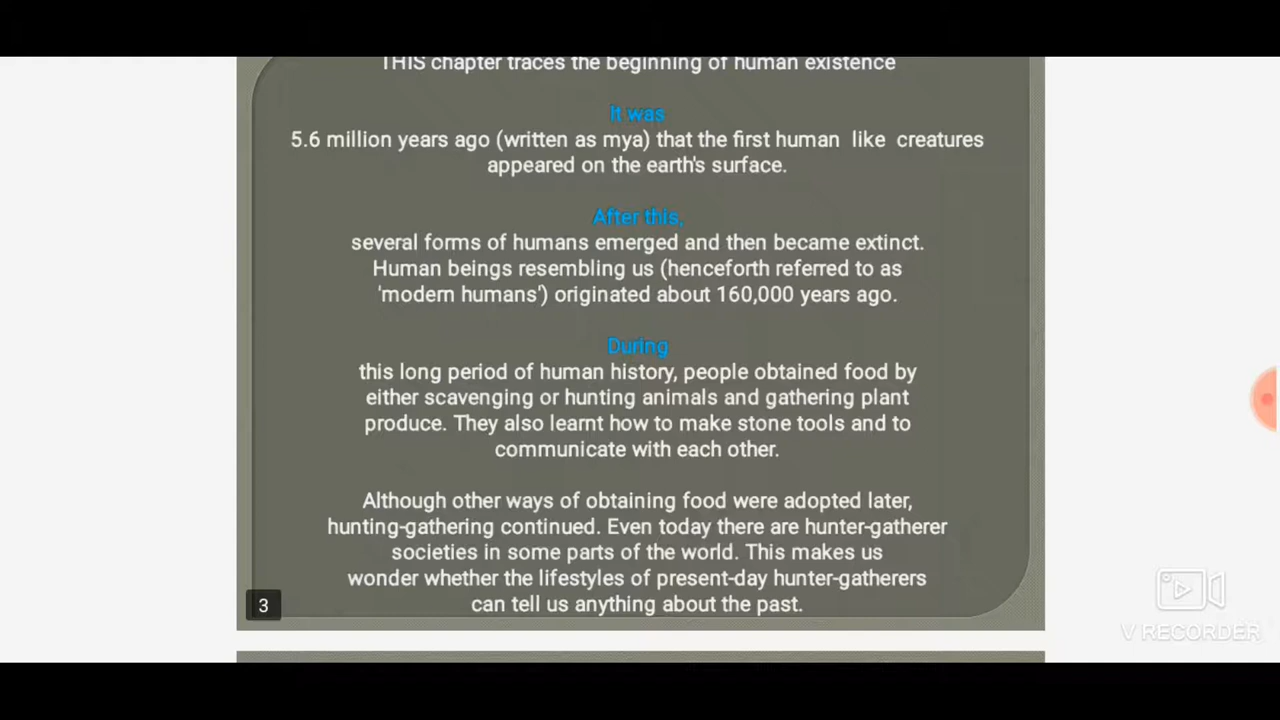 THIS chapter traces the beginning of human existence
It was
5.6 million years ago (written as mya) that the first human like creatures
appeared on the earth's surface.
After this,
several forms of humans emerged and then became extinct.
Human beings resembling us (henceforth referred to as
'modern humans') originated about 160,000 years ago.
During
this long period of human history, people obtained food by
either scavenging or hunting animals and gathering plant
produce. They also learnt how to make stone tools and to
communicate with each other.
Although other ways of obtaining food were adopted later,
hunting-gathering continued. Even today there are hunter-gatherer
societies in some parts of the world. This makes us
wonder whether the lifestyles of present-day hunter-gatherers
can tell us anything about the past.
3
V RECORDER